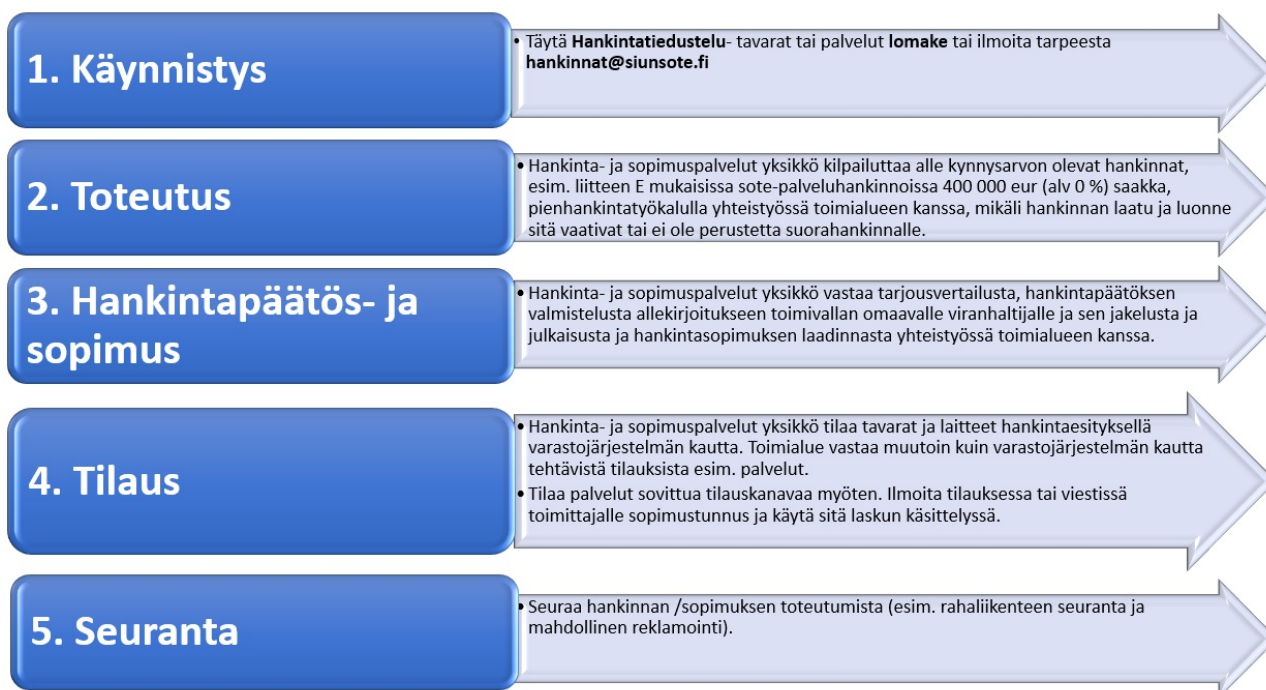 1. Käynnistys
• Täytä Hankintatiedustelu- tavarat tai palvelut lomake tai ilmoita tarpeesta
hankinnat@siunsote.fi
2. Toteutus
• Hankinta- ja sopimuspalvelut yksikkö kilpailuttaa alle kynnysarvon olevat hankinnat,
esim. liitteen E mukaisissa sote-palveluhankinnoissa 400 000 eur (alv 0 %) saakka,
pienhankintatyökalulla yhteistyössä toimialueen kanssa, mikäli hankinnan laatu ja luonne
sitä vaativat tai ei ole perustetta suorahankinnalle.
3. Hankintapäätös- ja
sopimus
• Hankinta- ja sopimuspalvelut yksikkö vastaa tarjousvertailusta, hankintapäätöksen
valmistelusta allekirjoitukseen toimivallan omaavalle viranhaltijalle ja sen jakelusta ja
julkaisusta ja hankintasopimuksen laadinnasta yhteistyössä toimialueen kanssa.
4. Tilaus
• Hankinta- ja sopimuspalvelut yksikkö tilaa tavarat ja laitteet hankintaesityksellä
varastojärjestelmän kautta. Toimialue vastaa muutoin kuin varastojärjestelmän kautta
tehtävistä tilauksista esim. palvelut.
• Tilaa palvelut sovittua tilauskanavaa myöten. Ilmoita tilauksessa tai viestissä
toimittajalle sopimustunnus ja käytä sitä laskun käsittelyssä.
5. Seuranta
• Seuraa hankinnan /sopimuksen toteutumista (esim. rahaliikenteen seuranta ja
mahdollinen reklamointi).